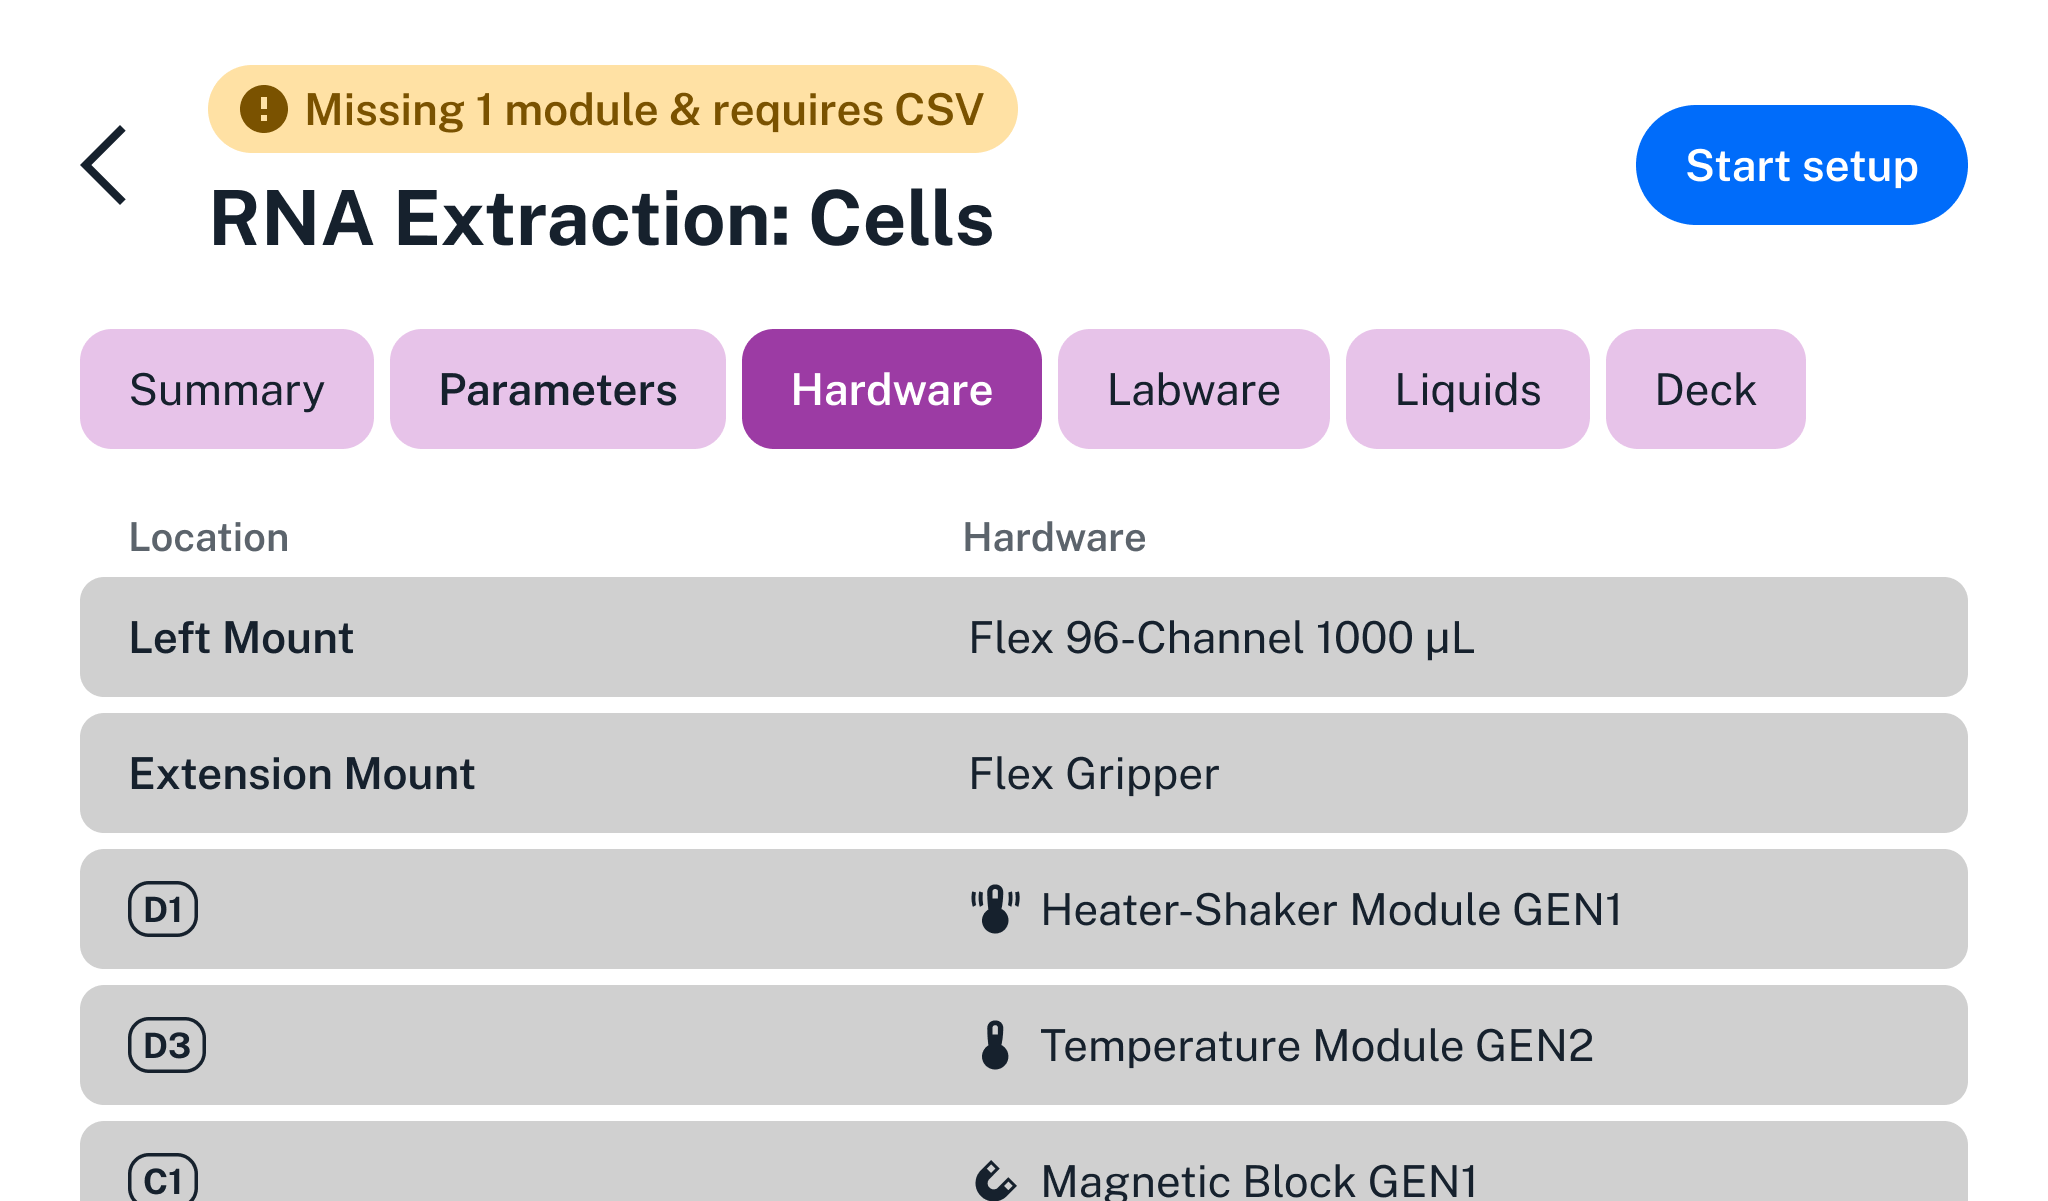 Missing 1 module & requires CSV
RNA Extraction: Cells
Start setup
Summary Parameters Hardware Labware Liquids Deck
Location Hardware
Left Mount Flex 96-Channel 1000 µL
Extension Mount Flex Gripper
D1 Heater-Shaker Module GEN1
D3 Temperature Module GEN2
C1 Magnetic Block GEN1